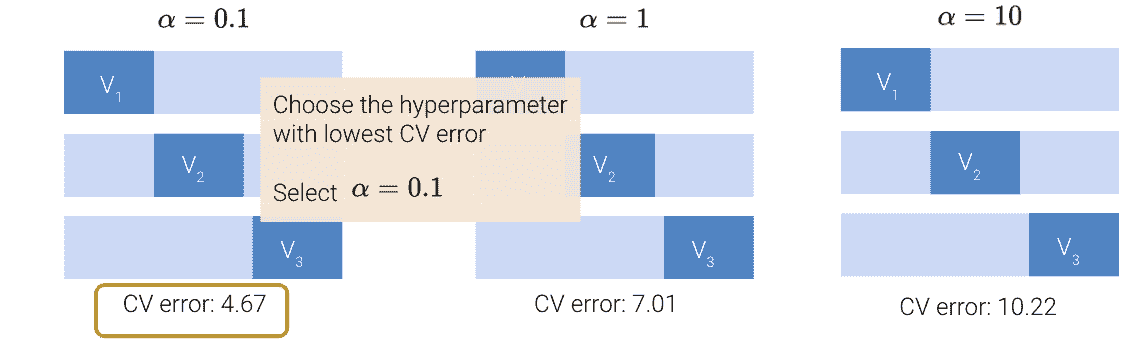 α = 0.1
α = 1
α = 10
V₁
V₁
Choose the hyperparameter
with lowest CV error
V₂
V₂
V₂
Select α = 0.1
V₃
V₃
V₃
CV error: 4.67
CV error: 7.01
CV error: 10.22